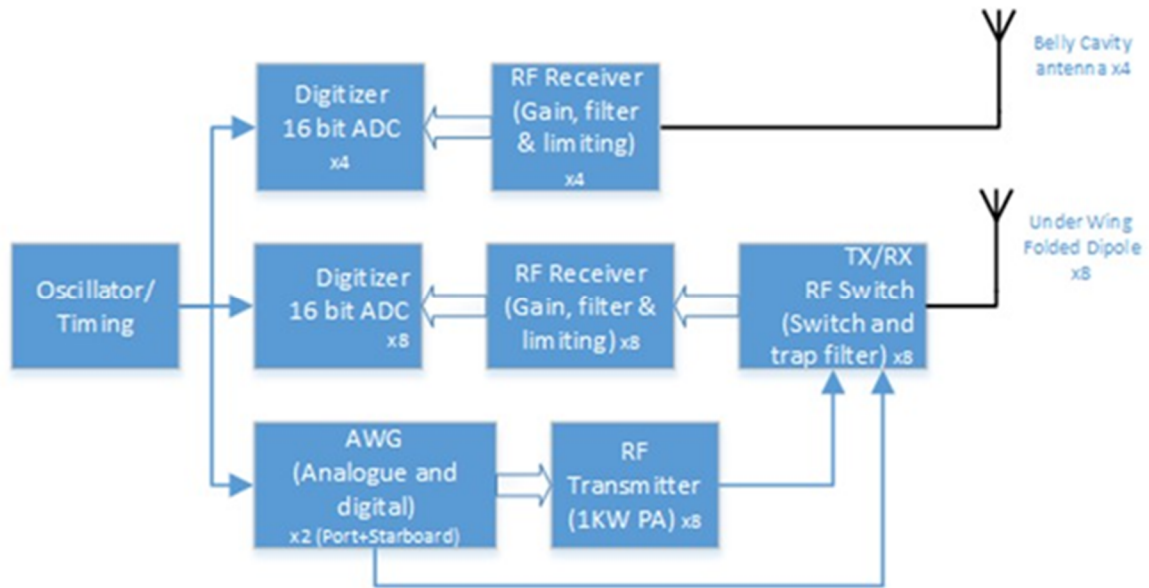 Belly Cavity
antenna x4
Digitizer
16 bit ADC
x4
RF Receiver
(Gain, filter
& limiting)
x4
Under Wing
Folded Dipole
x8
Oscillator/
Timing
Digitizer
16 bit ADC
x8
RF Receiver
(Gain, filter &
limiting) x8
TX/RX
RF Switch
(Switch and
trap filter) x8
AWG
(Analogue and
digital)
x2 (Port+Starboard)
RF
Transmitter
(1KW PA) x8